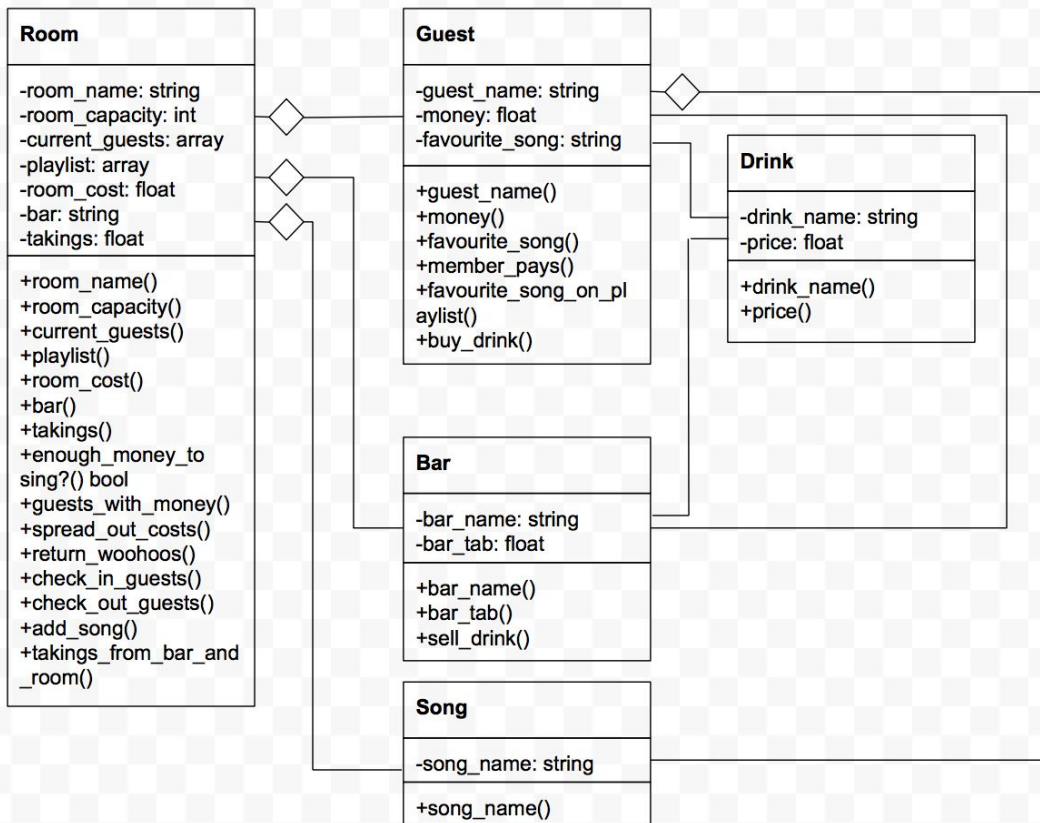 Room
-room_name: string
-room_capacity: int
-current_guests: array
-playlist: array
-room_cost: float
-bar: string
-takings: float
+room_name()
+room_capacity()
+current_guests()
+playlist()
+room_cost()
+bar()
+takings()
+enough_money_to
sing?() bool
+guests_with_money()
+spread_out_costs()
+return_woohoos()
+check_in_guests()
+check_out_guests()
+add_song()
+takings_from_bar_and
_room()
Guest
-guest_name: string
-money: float
-favourite_song: string
+guest_name()
+money()
+favourite_song()
+member_pays()
+favourite_song_on_pl
aylist()
+buy_drink()
Drink
-drink_name: string
-price: float
+drink_name()
+price()
Bar
-bar_name: string
-bar_tab: float
+bar_name()
+bar_tab()
+sell_drink()
Song
-song_name: string
+song_name()